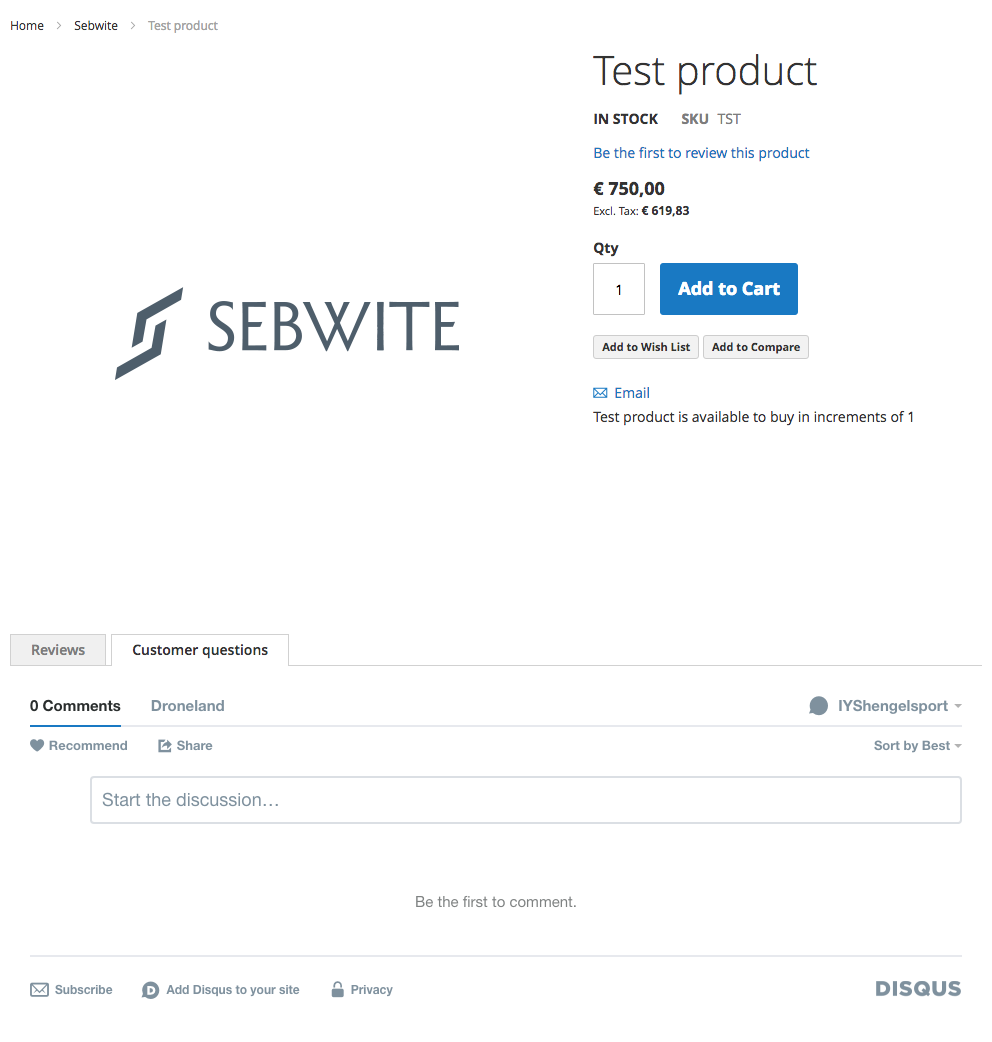 Home > Sebwite > Test product
Test product
IN STOCK SKU TST
Be the first to review this product
€ 750,00
Excl. Tax: € 619,83
Qty
1 Add to Cart
Add to Wish List Add to Compare
Email
Test product is available to buy in increments of 1
SEBWITE
Reviews Customer questions
0 Comments Droneland IYShengelsport
Recommend Share Sort by Best
Start the discussion…
Be the first to comment.
Subscribe Add Disqus to your site Privacy DISQUS